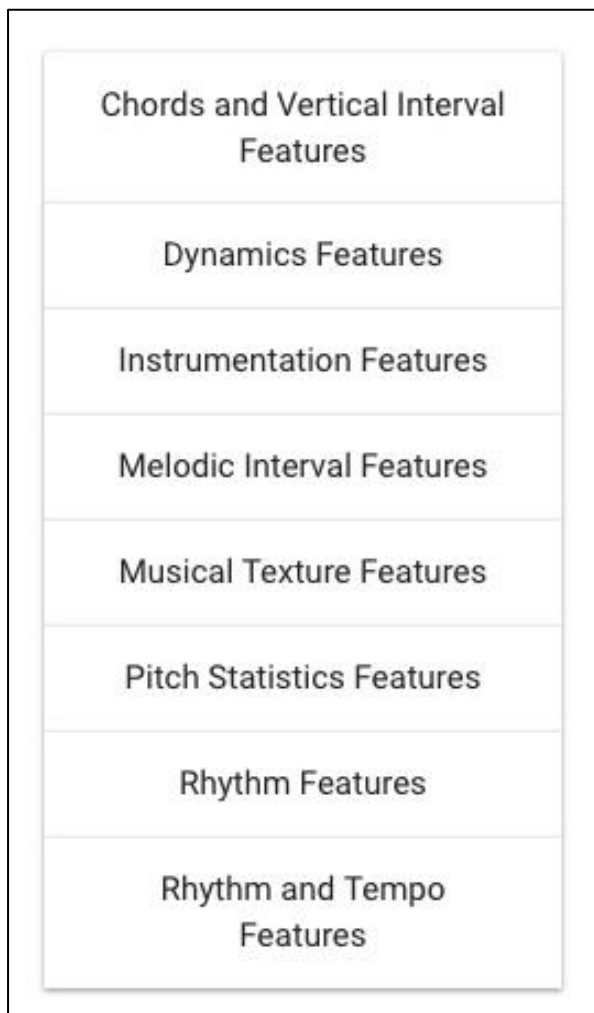 Chords and Vertical Interval
Features
Dynamics Features
Instrumentation Features
Melodic Interval Features
Musical Texture Features
Pitch Statistics Features
Rhythm Features
Rhythm and Tempo
Features